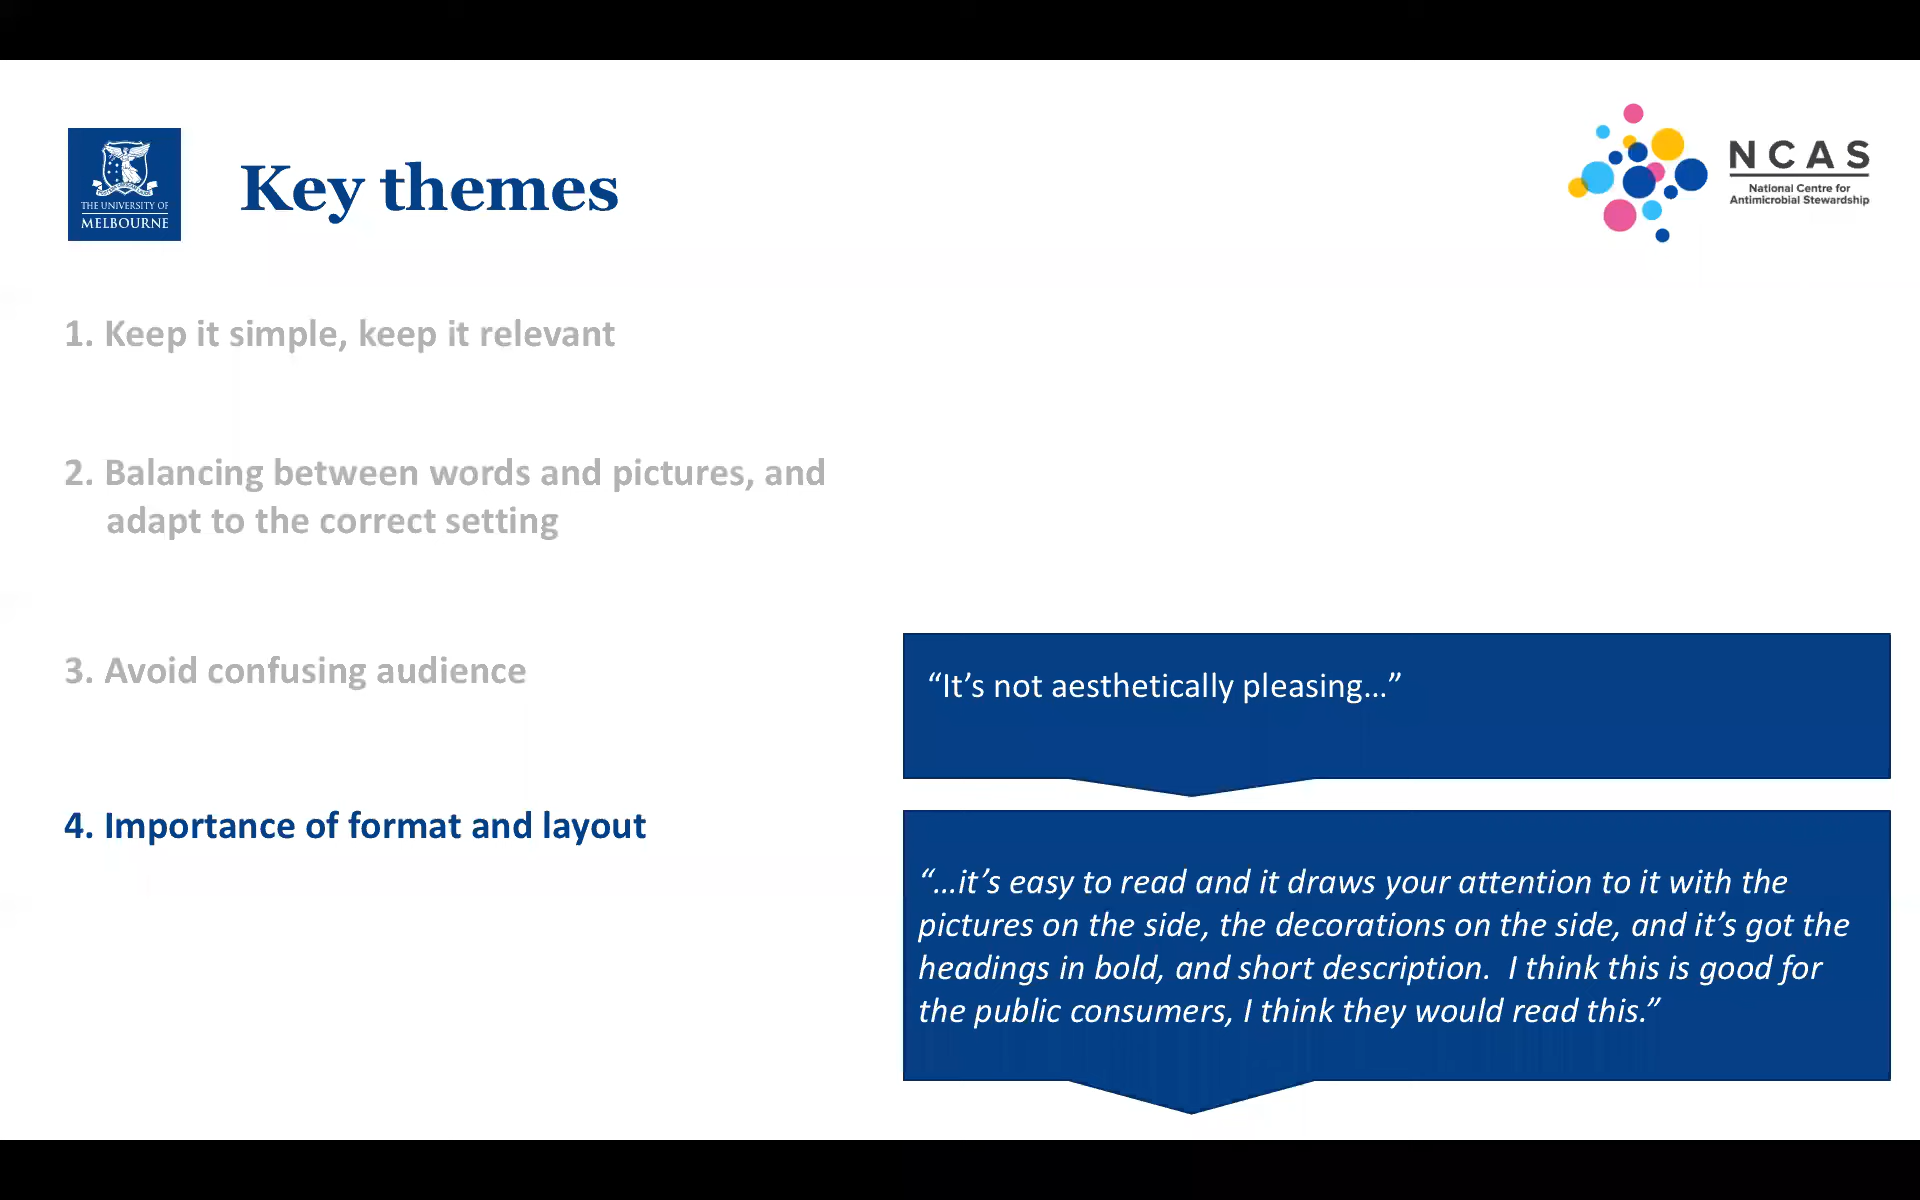 THE UNIVERSITY OF
MELBOURNE
Key themes
NCAS
National Centre for
Antimicrobial Stewardship
1. Keep it simple, keep it relevant
2. Balancing between words and pictures, and
adapt to the correct setting
3. Avoid confusing audience
4. Importance of format and layout
“It’s not aesthetically pleasing...”
“...it’s easy to read and it draws your attention to it with the
pictures on the side, the decorations on the side, and it’s got the
headings in bold, and short description.  I think this is good for
the public consumers, I think they would read this.”